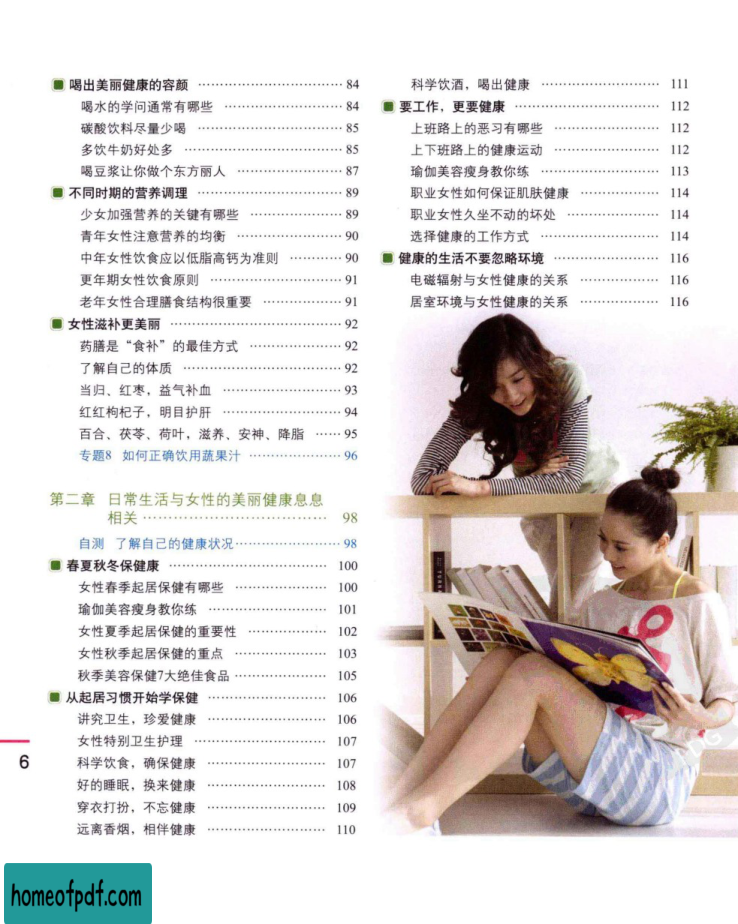 喝出美丽健康的容颜 ………………………… 84
喝水的学问通常有哪些 ………………… 84
碳酸饮料尽量少喝 ……………………… 85
多饮牛奶好处多 ………………………… 85
喝豆浆让你做个东方丽人 ……………… 87
不同时期的营养调理 ……………………… 89
少女加强营养的关键有哪些 …………… 89
青年女性注意营养的均衡 ……………… 90
中年女性饮食应以低脂高钙为准则 …… 90
更年期女性饮食原则 …………………… 91
老年女性合理膳食结构很重要 ………… 91
女性滋补更美丽 …………………………… 92
药膳是“食补”的最佳方式 …………… 92
了解自己的体质 ………………………… 92
当归、红枣，益气补血 ………………… 93
红红枸杞子，明目护肝 ………………… 94
百合、茯苓、荷叶，滋养、安神、降脂 …… 95
专题8 如何正确饮用蔬果汁 …………… 96
第二章 日常生活与女性的美丽健康息息
相关 …………………………… 98
自测 了解自己的健康状况 …………… 98
春夏秋冬保健康 ………………………… 100
女性春季起居保健有哪些 …………… 100
瑜伽美容瘦身教你练 ………………… 101
女性夏季起居保健的重要性 ………… 102
女性秋季起居保健的重点 …………… 103
秋季美容保健7大绝佳食品 …………… 105
从起居习惯开始学保健 ………………… 106
讲究卫生，珍爱健康 ………………… 106
女性特别卫生护理 …………………… 107
科学饮食，确保健康 ………………… 107
好的睡眠，换来健康 ………………… 108
穿衣打扮，不忘健康 ………………… 109
远离香烟，相伴健康 ………………… 110
科学饮酒，喝出健康 ………………… 111
要工作，更要健康 ……………………… 112
上班路上的恶习有哪些 ……………… 112
上下班路上的健康运动 ……………… 112
瑜伽美容瘦身教你练 ………………… 113
职业女性如何保证肌肤健康 ………… 114
职业女性久坐不动的坏处 …………… 114
选择健康的工作方式 ………………… 114
健康的生活不要忽略环境 ……………… 116
电磁辐射与女性健康的关系 ………… 116
居室环境与女性健康的关系 ………… 116
6
homeofpdf.com